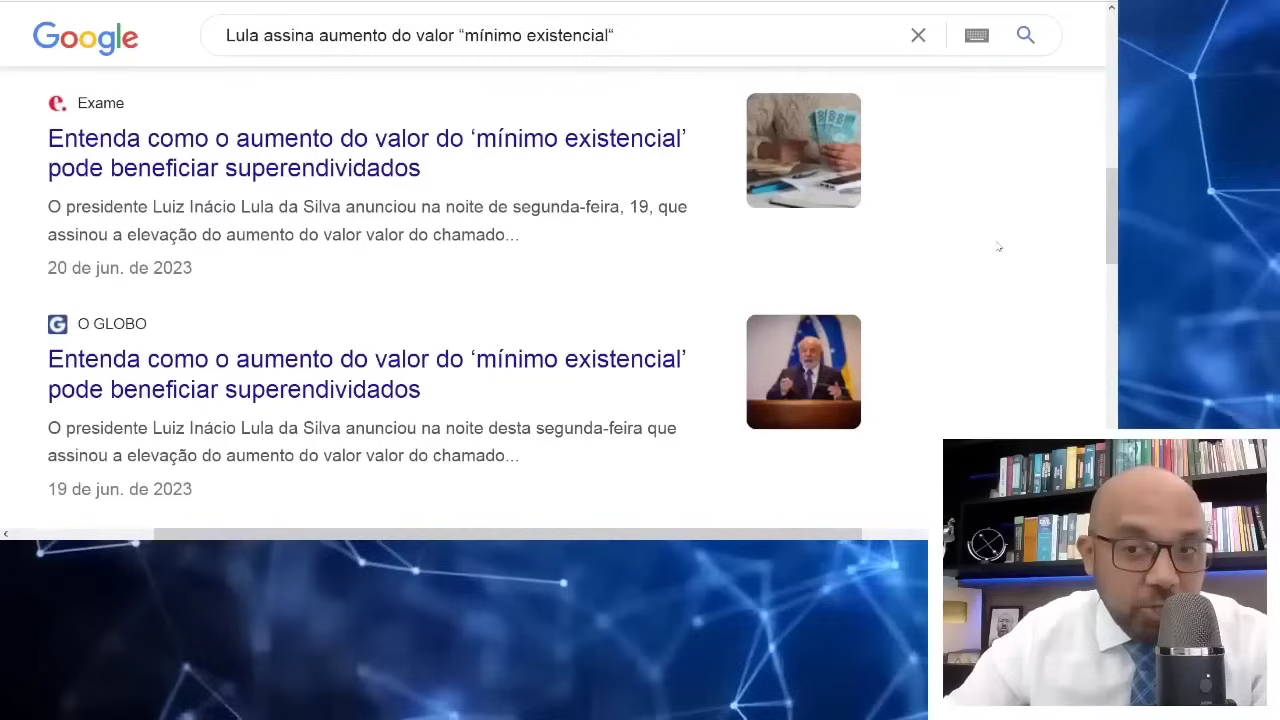 Google
Lula assina aumento do valor “mínimo existencial“
Exame
Entenda como o aumento do valor do ‘mínimo existencial’
pode beneficiar superendividados
O presidente Luiz Inácio Lula da Silva anunciou na noite de segunda-feira, 19, que
assinou a elevação do aumento do valor valor do chamado...
20 de jun. de 2023
O GLOBO
Entenda como o aumento do valor do ‘mínimo existencial’
pode beneficiar superendividados
O presidente Luiz Inácio Lula da Silva anunciou na noite desta segunda-feira que
assinou a elevação do aumento do valor valor do chamado...
19 de jun. de 2023